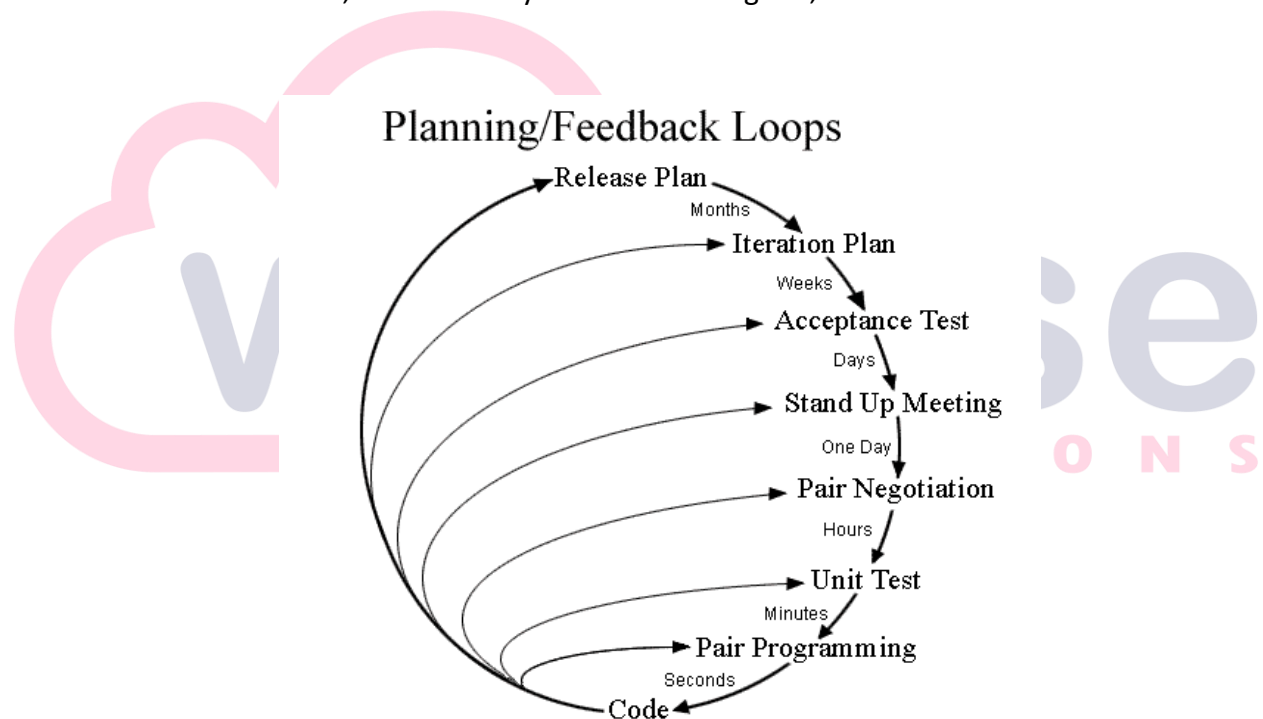 Planning/Feedback Loops
Release Plan
Months
Iteration Plan
Weeks
Acceptance Test
Days
Stand Up Meeting
One Day
Pair Negotiation
Hours
Unit Test
Minutes
Pair Programming
Seconds
Code